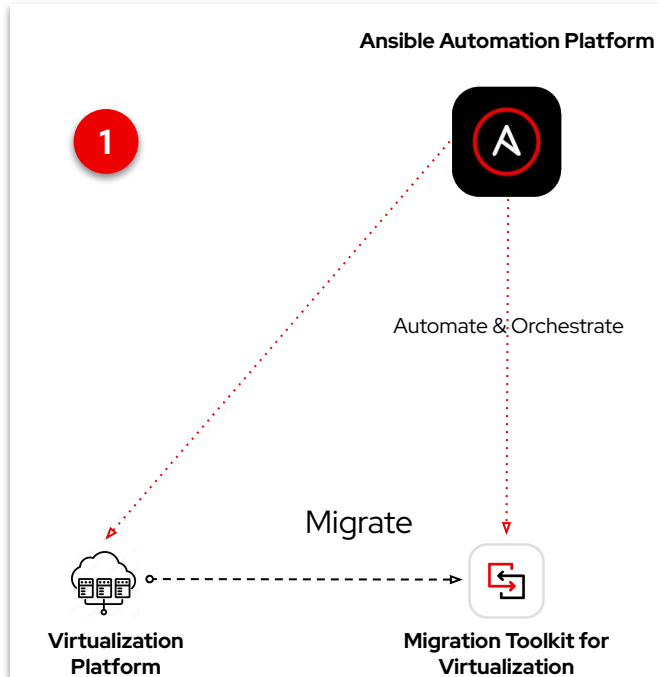 Ansible Automation Platform
1
Automate & Orchestrate
Migrate
Virtualization
Platform
Migration Toolkit for
Virtualization